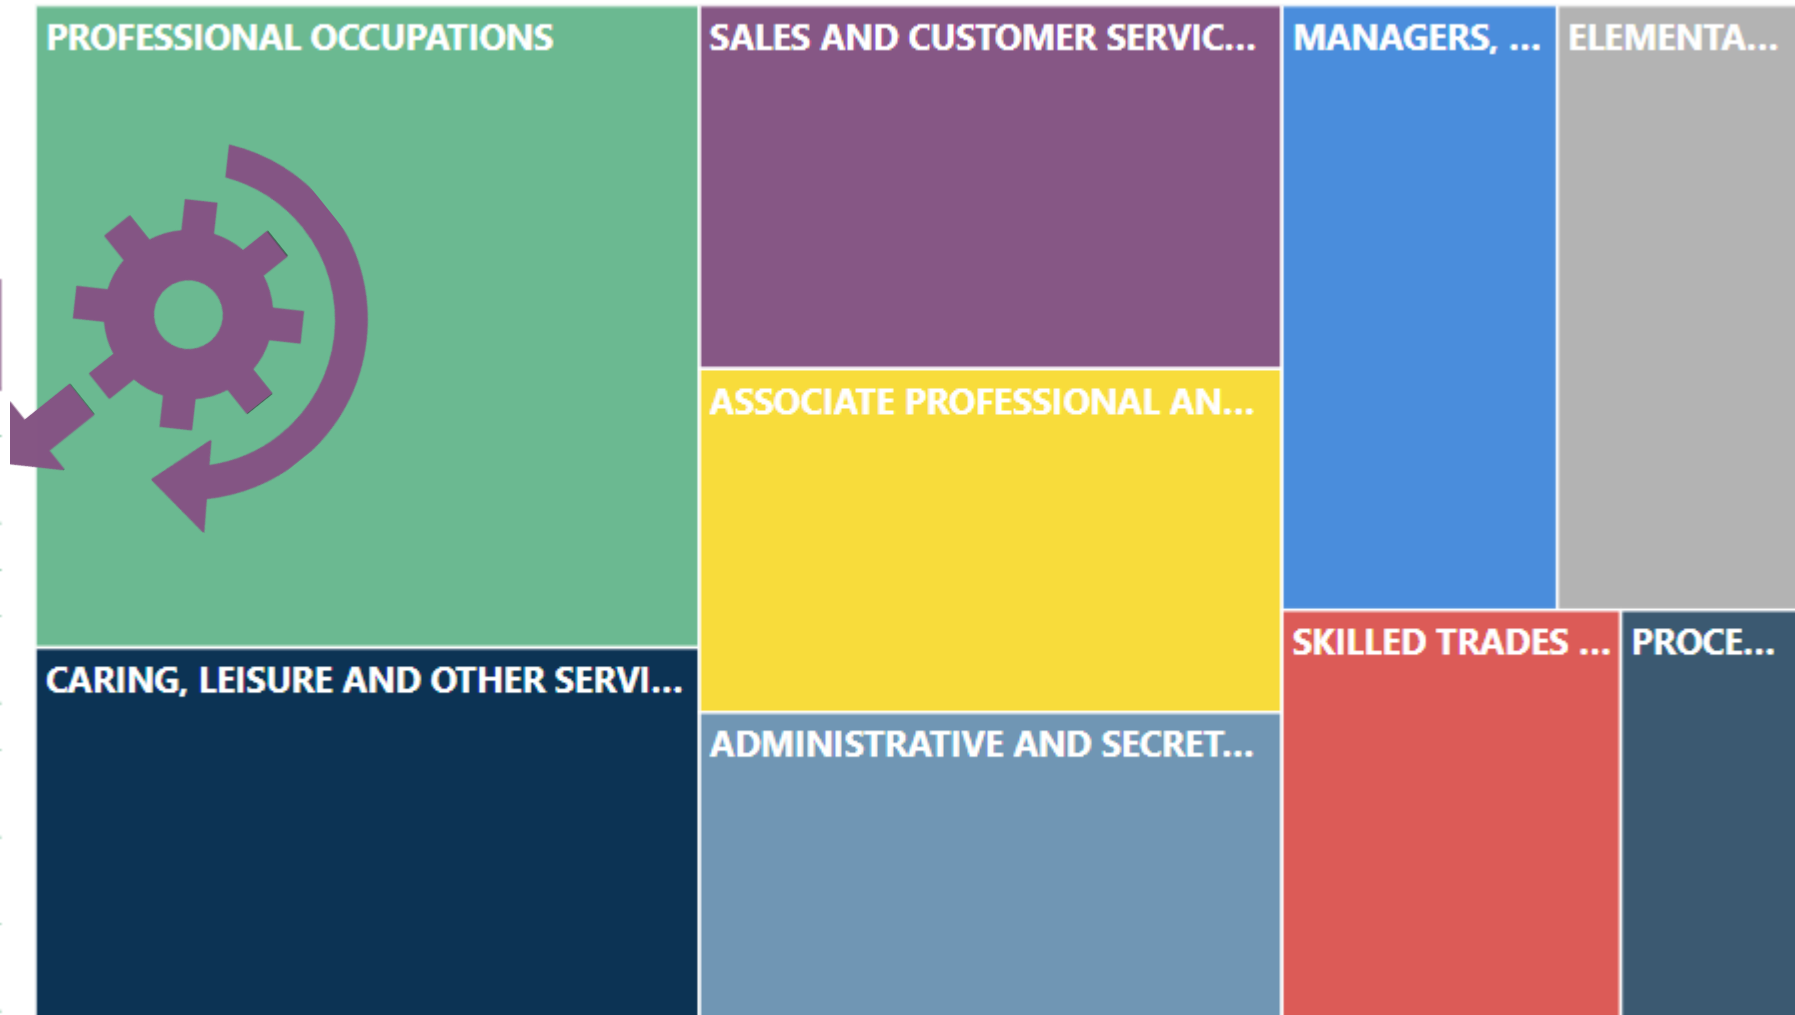 PROFESSIONAL OCCUPATIONS
CARING, LEISURE AND OTHER SERVI...
SALES AND CUSTOMER SERVIC...
ASSOCIATE PROFESSIONAL AN...
ADMINISTRATIVE AND SECRET...
MANAGERS, ...
ELEMENTA...
SKILLED TRADES ...
PROCE...